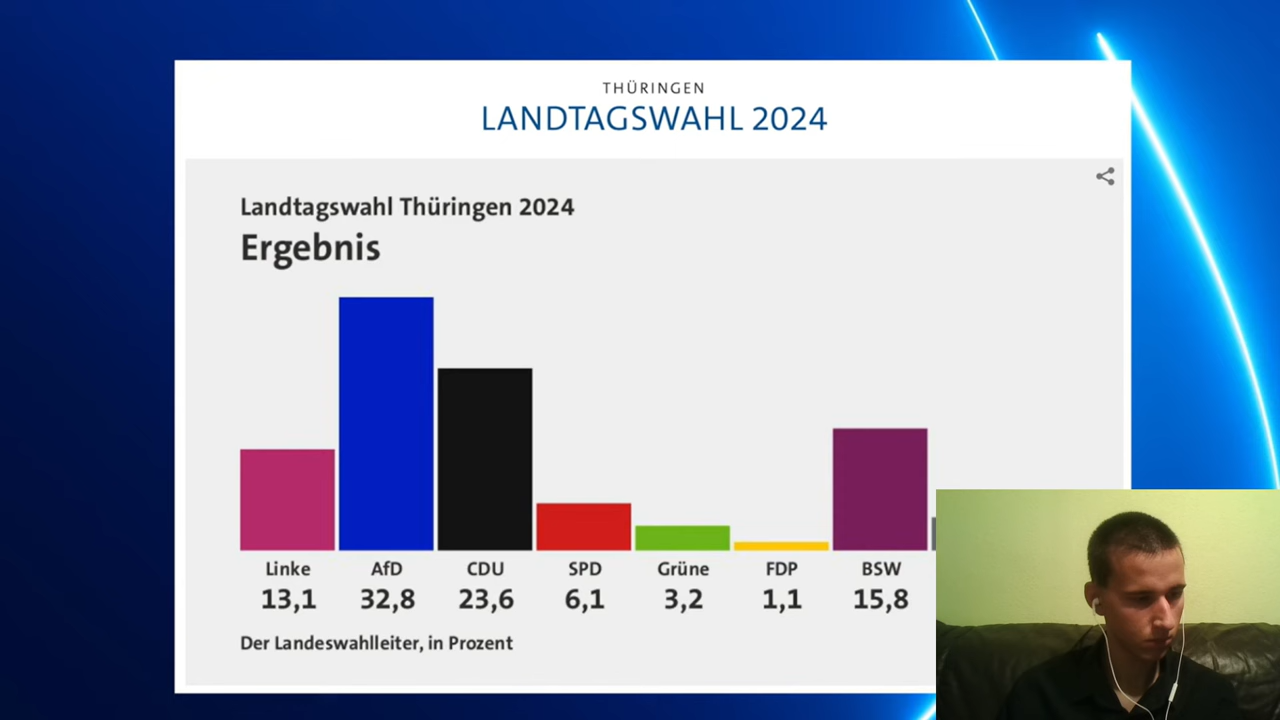 THÜRINGEN
LANDTAGSWAHL 2024
Landtagswahl Thüringen 2024
Ergebnis
Linke AfD CDU SPD Grüne FDP BSW
13,1 32,8 23,6 6,1 3,2 1,1 15,8
Der Landeswahlleiter, in Prozent